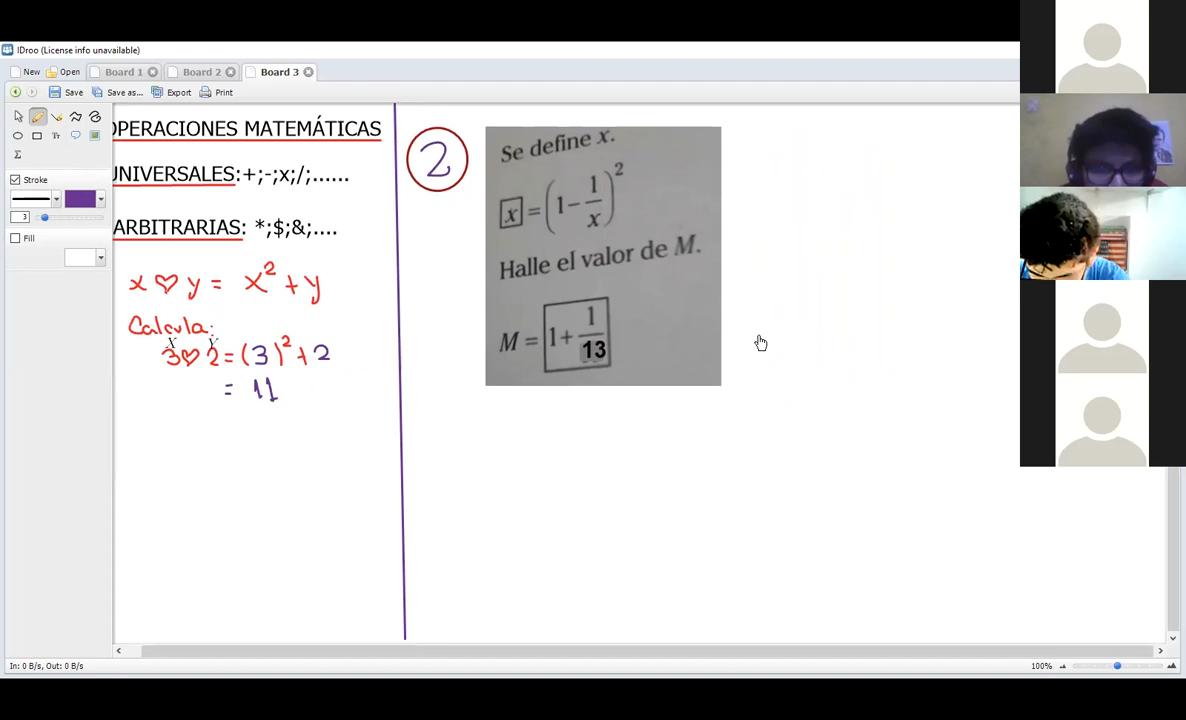 IDroo (License info unavailable)
New Open Board 1 Board 2 Board 3
Save Save as... Export Print
Tr
Σ
Stroke
3
Fill
OPERACIONES MATEMÁTICAS
UNIVERSALES:+;-;x;/;......
ARBITRARIAS: *;$;&;....
x ♡ y = x² + y
Calcula:
x y
3 ♡ 2 = (3)² + 2
= 11
2
Se define x.
x = (1 - 1/x)²
Halle el valor de M.
M = 1 + 1/13
In: 0 B/s, Out: 0 B/s
100%